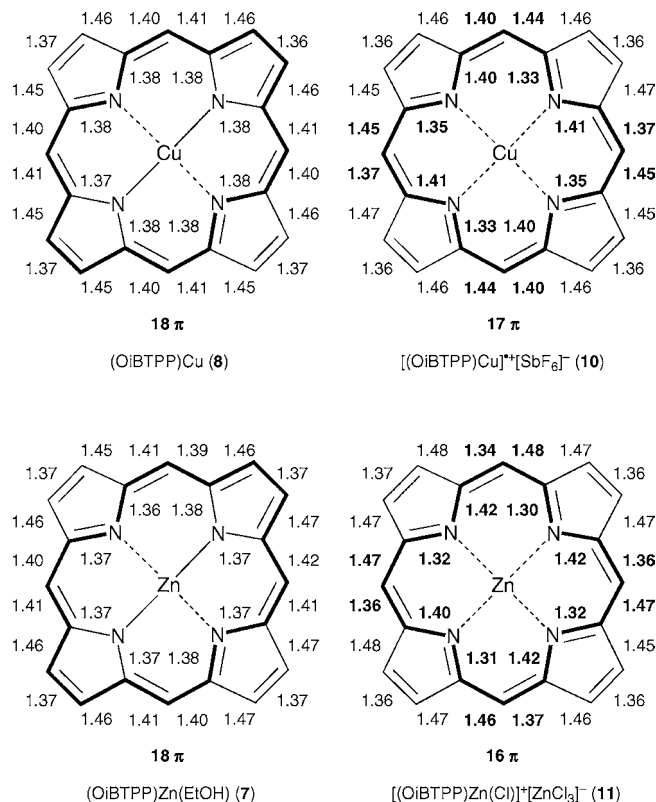 1.46 1.40 1.41 1.46
1.37 1.36
1.38 1.38
1.45 N N 1.46
1.40 1.38 1.38 1.41
Cu
1.41 1.37 1.38 1.40
1.45 N N 1.46
1.38 1.38
1.37 1.37
1.45 1.40 1.41 1.45
18 π
(OiBTPP)Cu (8)
1.46 1.40 1.44 1.46
1.36 1.36
1.40 1.33
1.45 N N 1.47
1.45 1.35 1.41 1.37
Cu
1.37 1.41 1.35 1.45
1.47 N N 1.45
1.33 1.40
1.36 1.36
1.46 1.44 1.40 1.46
17 π
[(OiBTPP)Cu]•+[SbF6]− (10)
1.45 1.41 1.39 1.46
1.37 1.37
1.36 1.38
1.46 N N 1.47
1.40 1.37 1.37 1.42
Zn
1.41 1.37 1.37 1.41
1.46 N N 1.47
1.37 1.38
1.37 1.37
1.46 1.41 1.40 1.47
18 π
(OiBTPP)Zn(EtOH) (7)
1.48 1.34 1.48 1.47
1.37 1.36
1.42 1.30
1.47 N N 1.47
1.47 1.32 1.42 1.36
Zn
1.36 1.40 1.32 1.47
1.48 N N 1.45
1.31 1.42
1.36 1.36
1.47 1.46 1.37 1.46
16 π
[(OiBTPP)Zn(Cl)]+[ZnCl3]− (11)